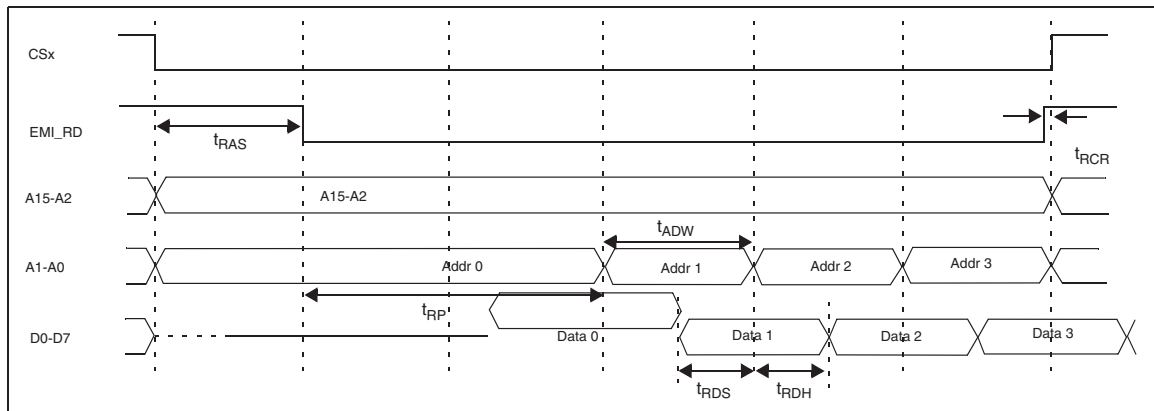 CSx
EMI_RD
tRAS
tRCR
A15-A2
A15-A2
tADW
A1-A0
Addr 0
Addr 1
Addr 2
Addr 3
tRP
D0-D7
Data 0
Data 1
Data 2
Data 3
tRDS
tRDH